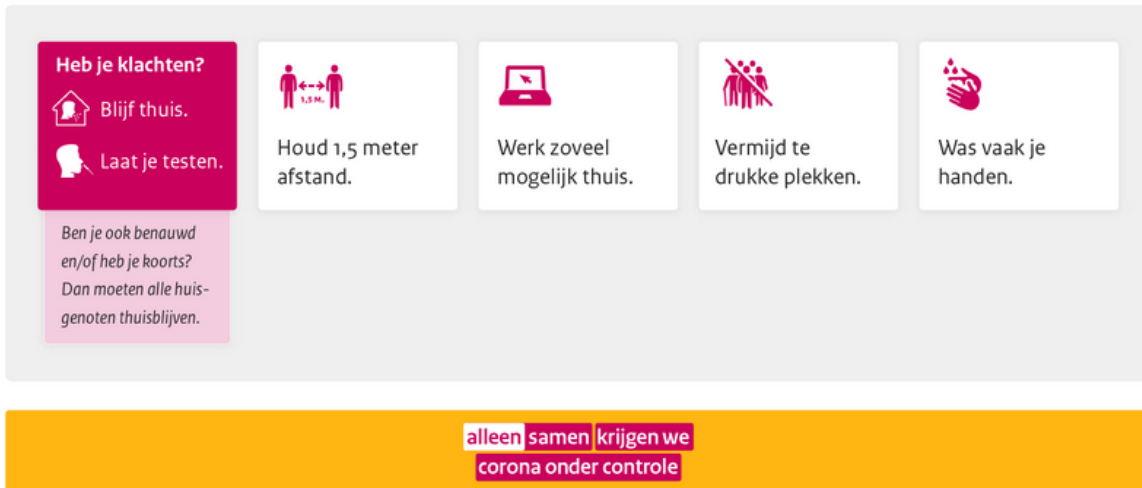 Heb je klachten?
Blijf thuis.
Laat je testen.
Ben je ook benauwd
en/of heb je koorts?
Dan moeten alle huis-
genoten thuisblijven.
1,5 M.
Houd 1,5 meter
afstand.
Werk zoveel
mogelijk thuis.
Vermijd te
drukke plekken.
Was vaak je
handen.
alleen samen krijgen we
corona onder controle